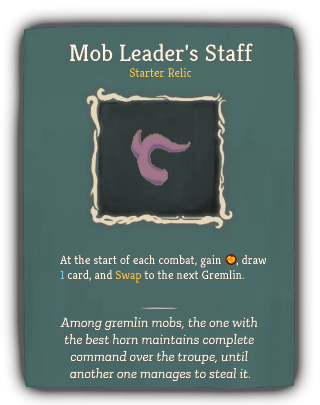 Mob Leader's Staff
Starter Relic
At the start of each combat, gain , draw
1 card, and Swap to the next Gremlin.
Among gremlin mobs, the one with
the best horn maintains complete
command over the troupe, until
another one manages to steal it.